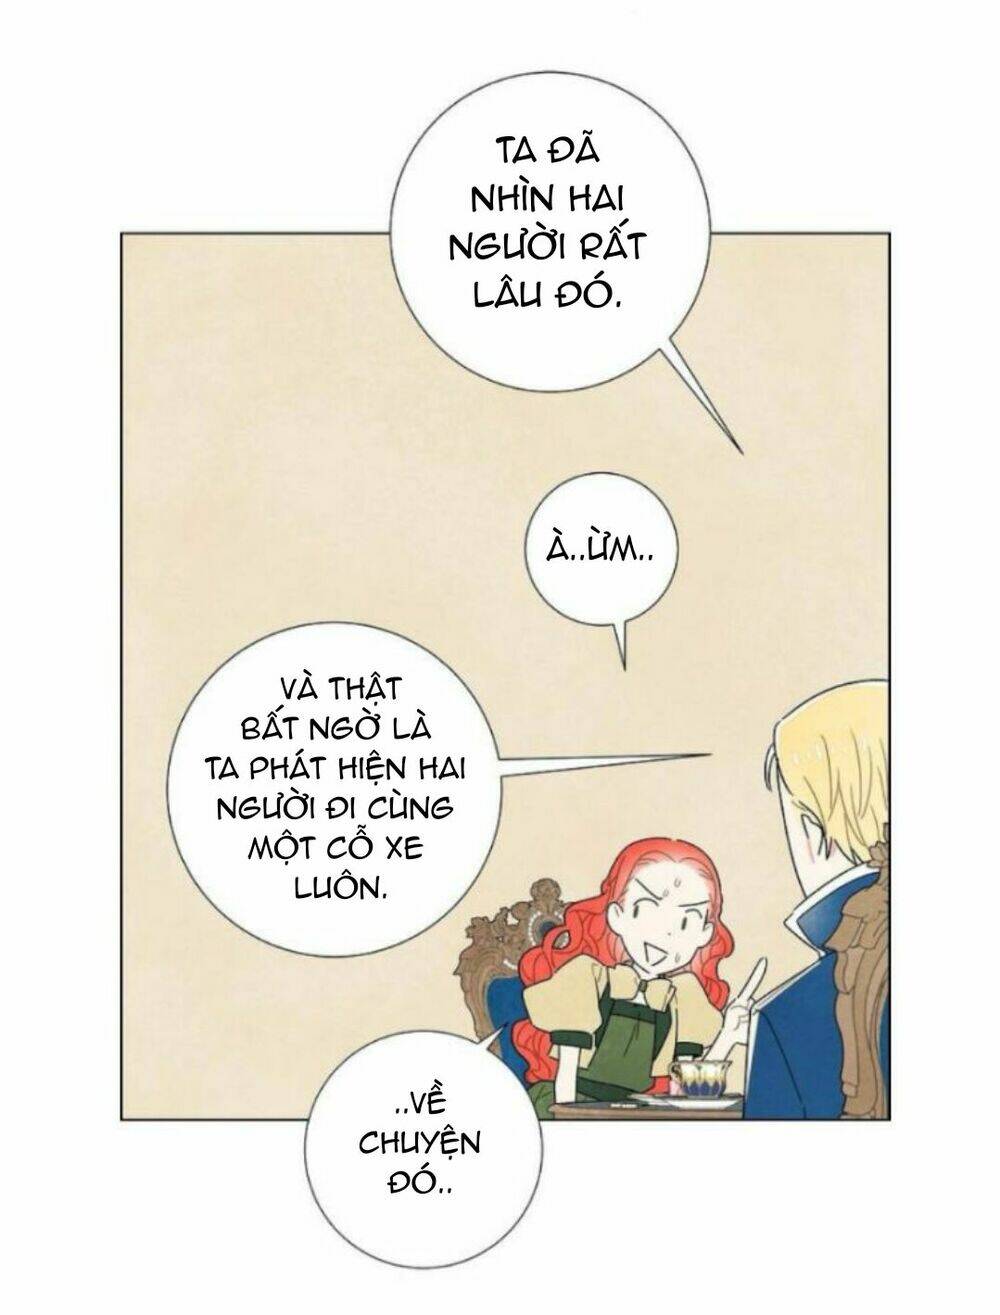 TA ĐÃ
NHÌN HAI
NGƯỜI RẤT
LÂU ĐÓ.
À..ỪM..
VÀ THẬT
BẤT NGỜ LÀ
TA PHÁT HIỆN HAI
NGƯỜI ĐI CÙNG
MỘT CỖ XE
LUÔN.
..VỀ
CHUYỆN
ĐÓ..